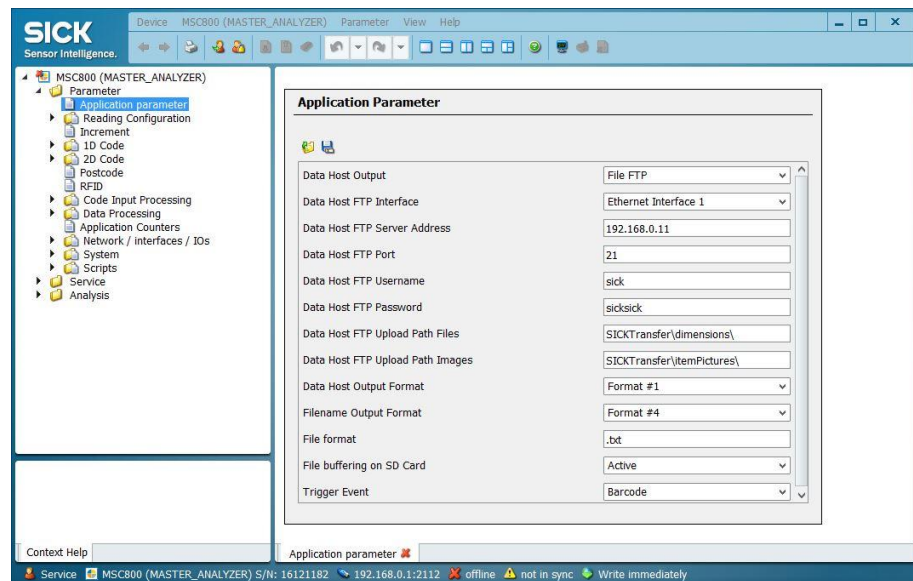 SICK
Sensor Intelligence.
Device MSC800 (MASTER_ANALYZER) Parameter View Help
MSC800 (MASTER_ANALYZER)
Parameter
Application parameter
Reading Configuration
Increment
1D Code
2D Code
Postcode
RFID
Code Input Processing
Data Processing
Application Counters
Network / interfaces / IOs
System
Scripts
Service
Analysis
Context Help
Application Parameter
Data Host Output File FTP
Data Host FTP Interface Ethernet Interface 1
Data Host FTP Server Address 192.168.0.11
Data Host FTP Port 21
Data Host FTP Username sick
Data Host FTP Password sicksick
Data Host FTP Upload Path Files SICKTransfer\dimensions\
Data Host FTP Upload Path Images SICKTransfer\itemPictures\
Data Host Output Format Format #1
Filename Output Format Format #4
File format .txt
File buffering on SD Card Active
Trigger Event Barcode
Application parameter
Service MSC800 (MASTER_ANALYZER) S/N: 16121182 192.168.0.1:2112 offline not in sync Write immediately